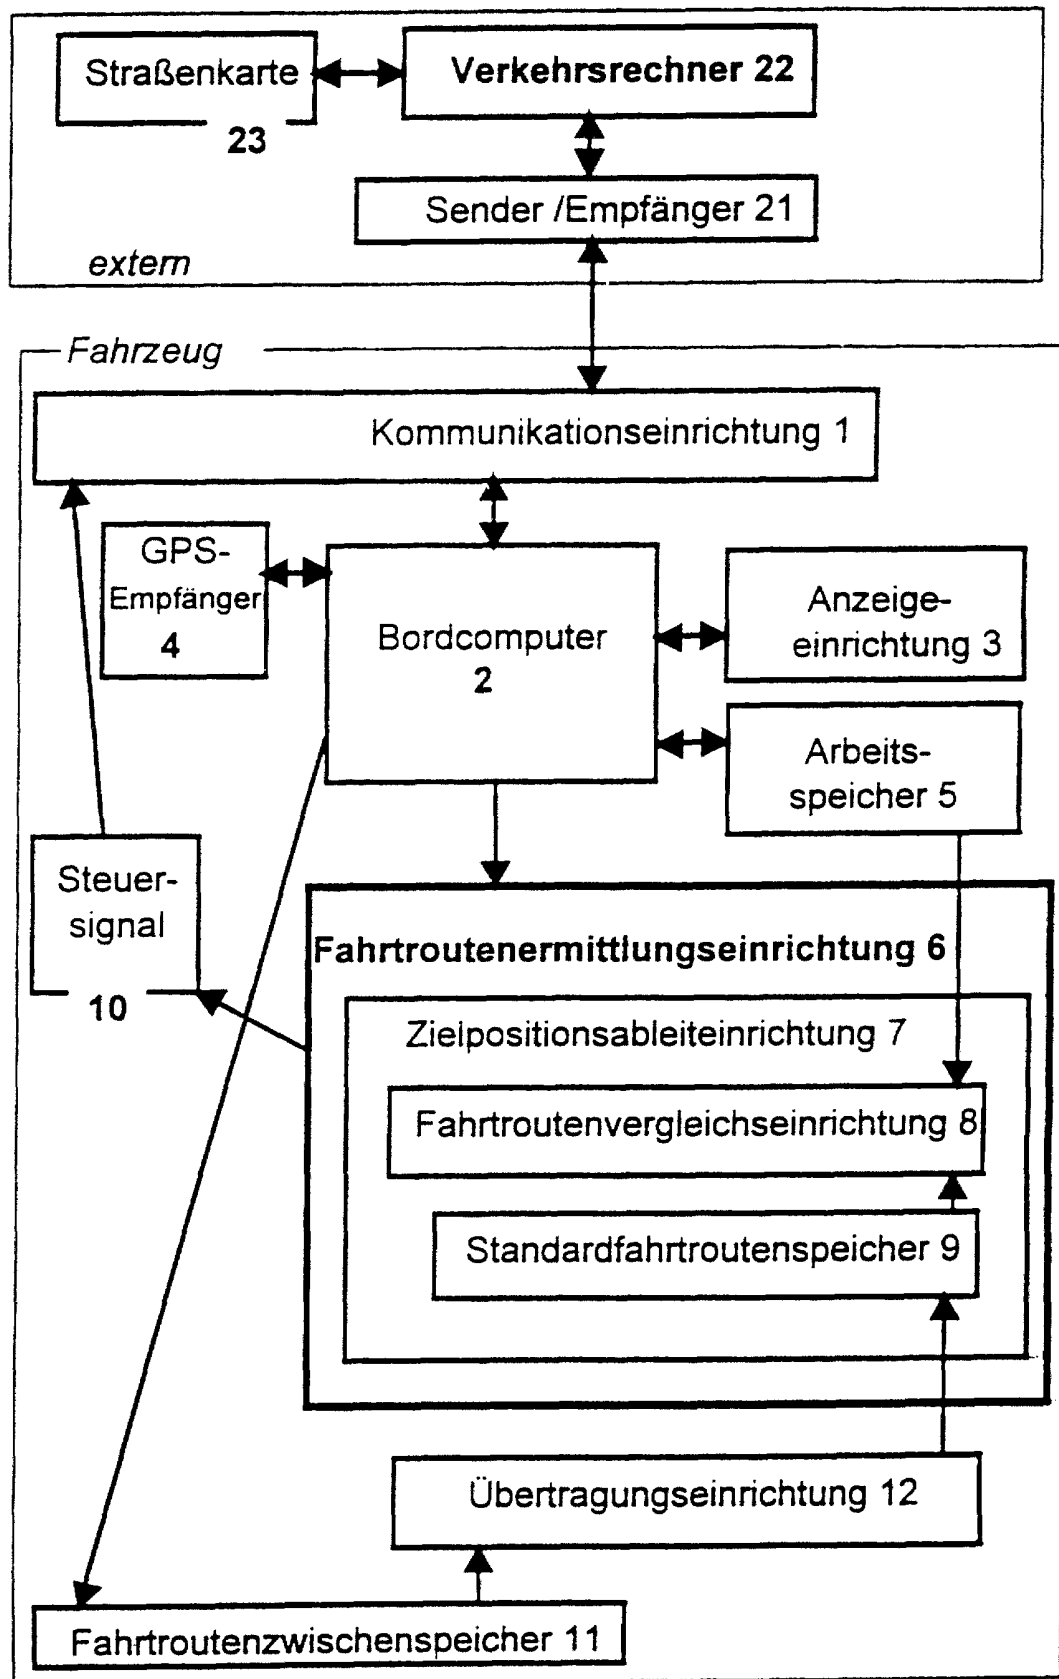 Straßenkarte
23
Verkehrsrechner 22
Sender /Empfänger 21
extern
Fahrzeug
Kommunikationseinrichtung 1
GPS-
Empfänger
4
Bordcomputer
2
Anzeige-
einrichtung 3
Arbeits-
speicher 5
Steuer-
signal
10
Fahrtroutenermittlungseinrichtung 6
Zielpositionsableiteinrichtung 7
Fahrtroutenvergleichseinrichtung 8
Standardfahrtroutenspeicher 9
Übertragungseinrichtung 12
Fahrtroutenzwischenspeicher 11